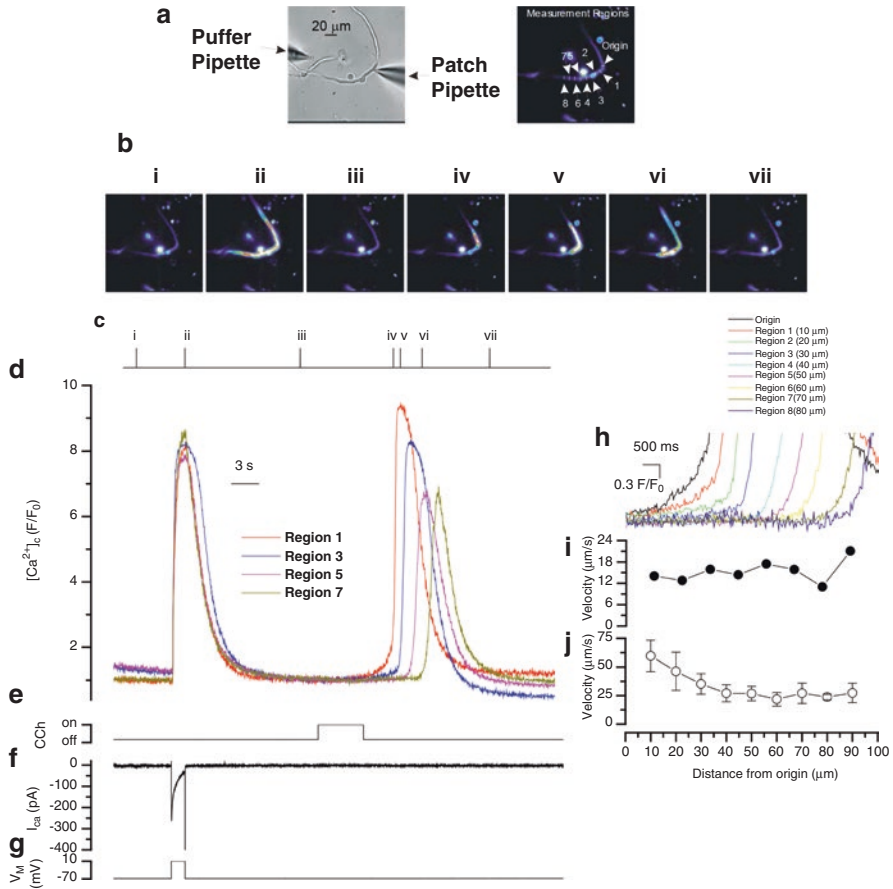 a
20 μm
Puffer
Pipette
Patch
Pipette
Measurement Regions
Origin
2
1
3
4
6
8
b
i ii iii iv v vi vii
c
i ii iii iv v vi vii
d
10
8
6
4
2
[Ca2+]c (F/F0)
3 s
Region 1
Region 3
Region 5
Region 7
e
CCh
on
off
f
ICa (pA)
0
-100
-200
-300
-400
g
VM
(mV)
10
-70
Origin
Region 1 (10 μm)
Region 2 (20 μm)
Region 3 (30 μm)
Region 4 (40 μm)
Region 5(50 μm)
Region 6(60 μm)
Region 7(70 μm)
Region 8(80 μm)
h
500 ms
0.3 F/F0
i
Velocity (μm/s)
24
18
12
6
0
j
Velocity (μm/s)
75
50
25
0
0 10 20 30 40 50 60 70 80 90 100
Distance from origin (μm)